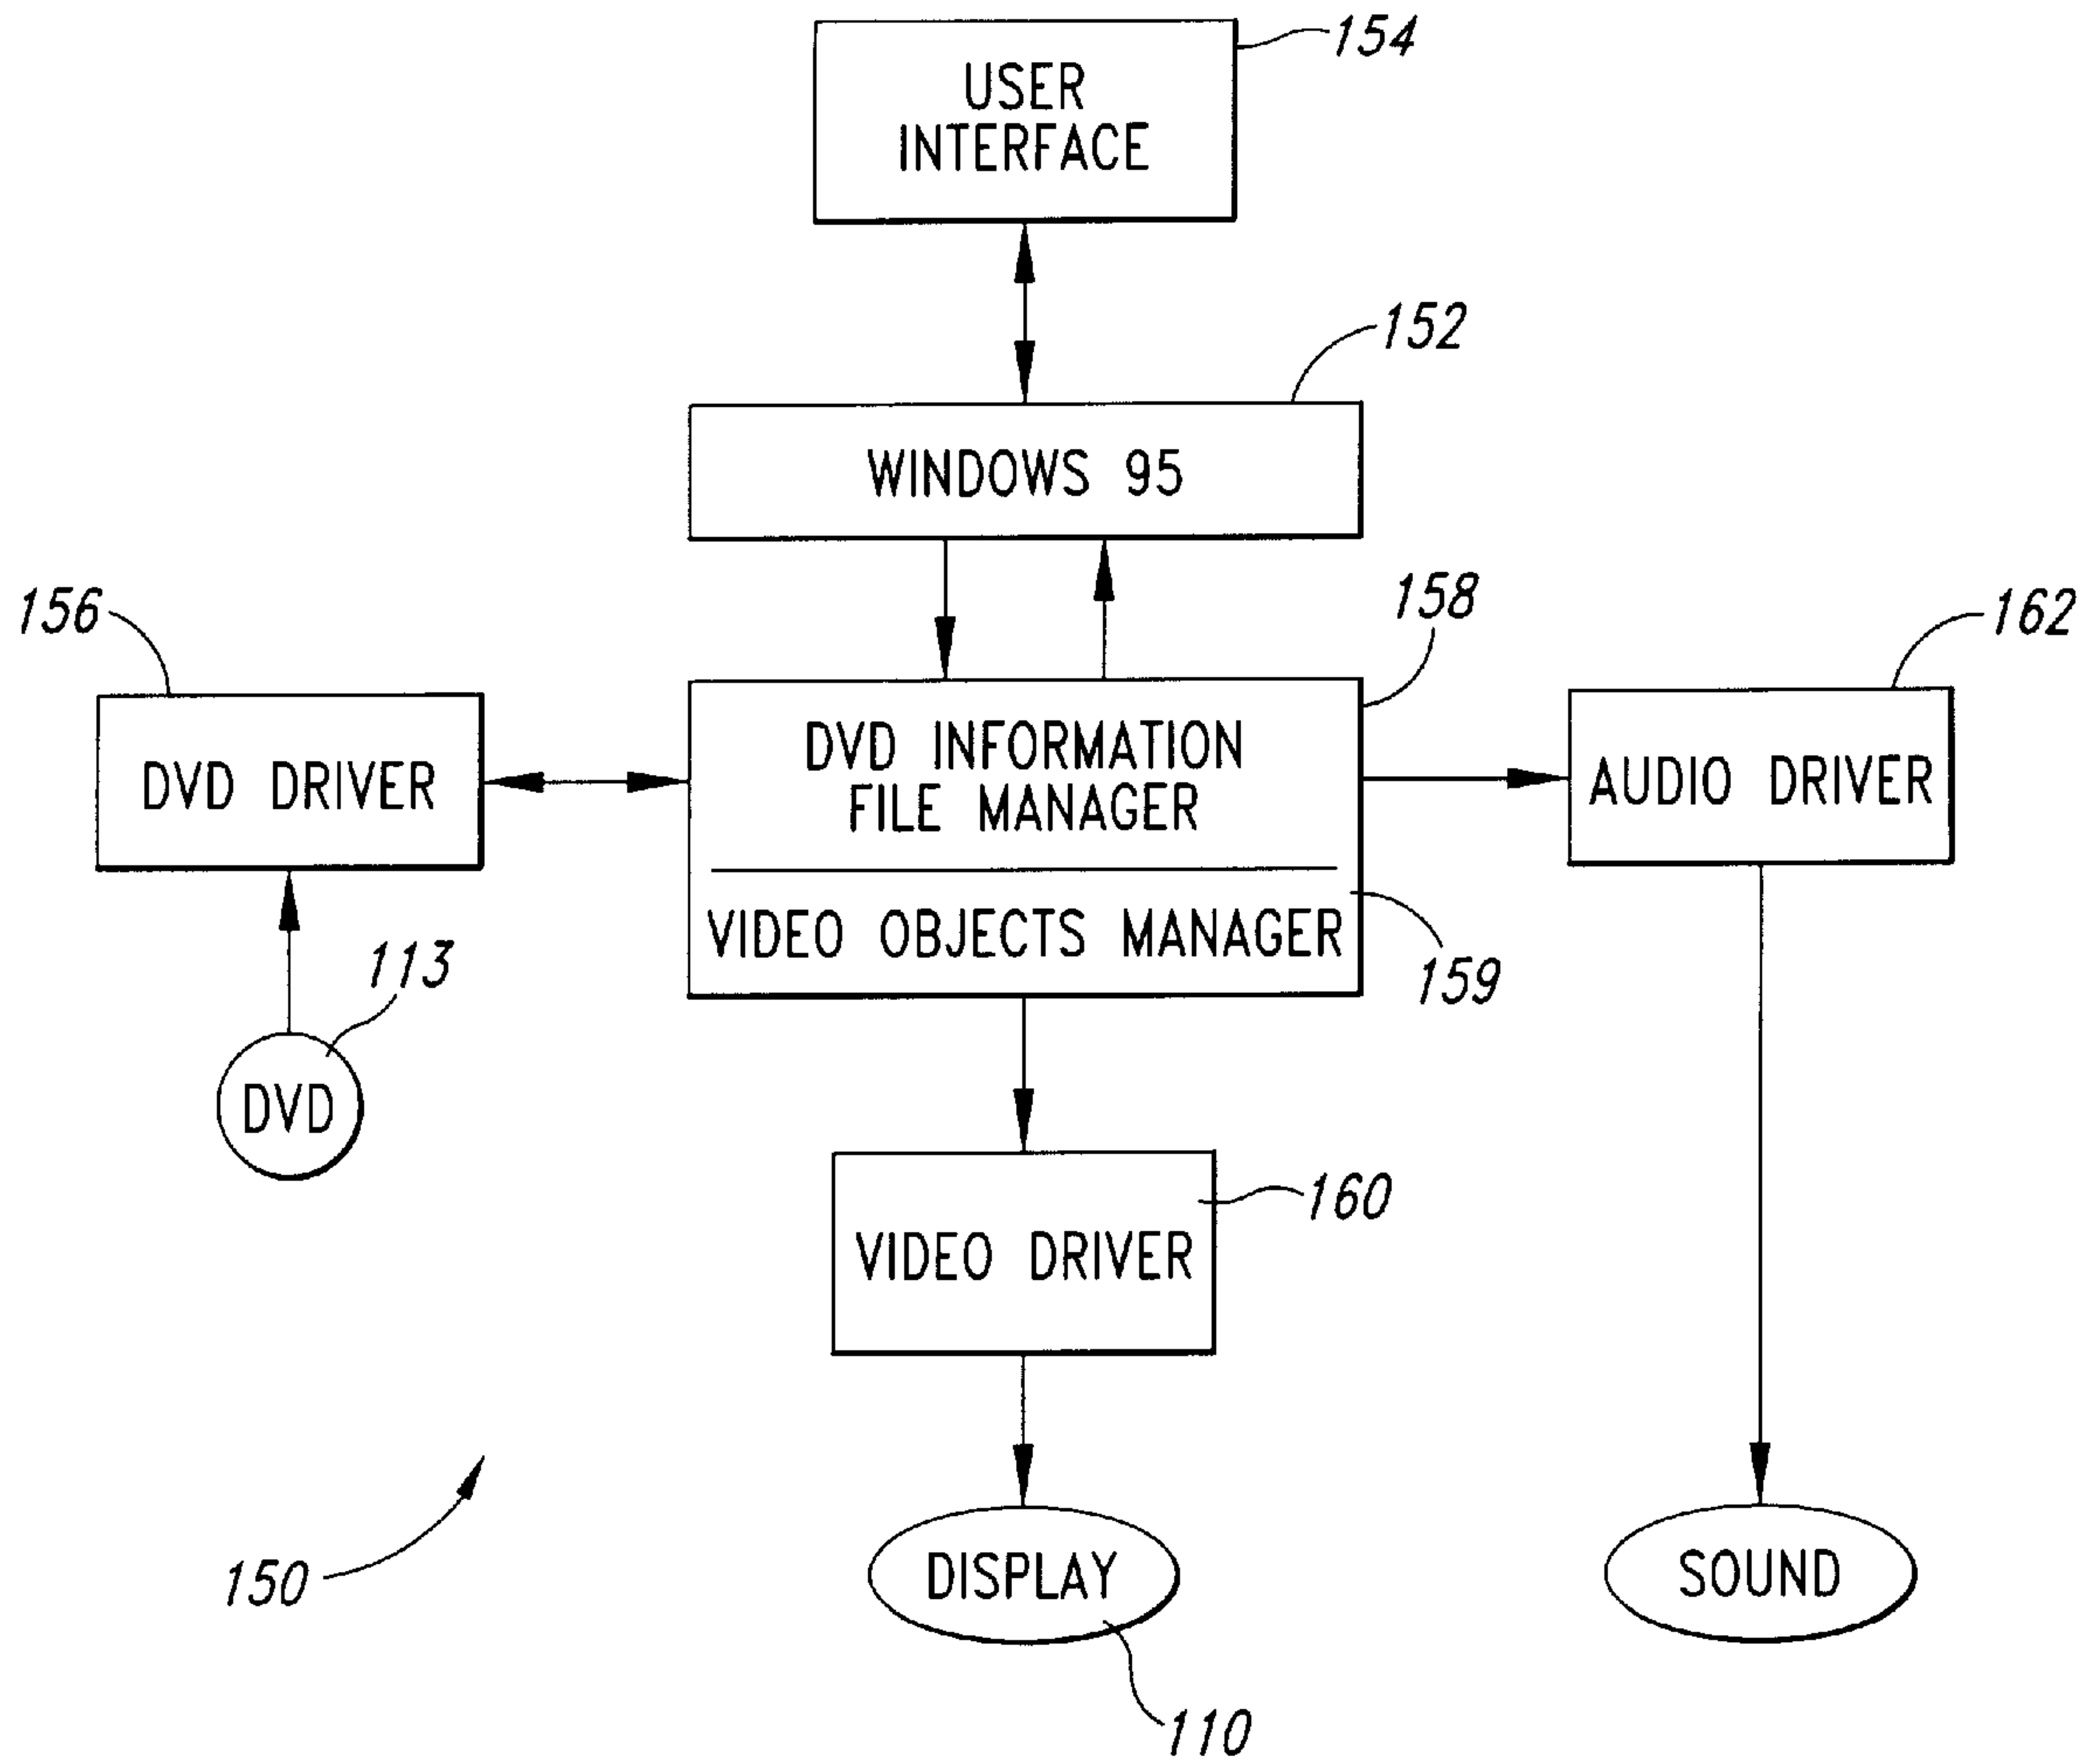 154
USER
INTERFACE
152
WINDOWS 95
156
158
162
DVD DRIVER
DVD INFORMATION
FILE MANAGER
AUDIO DRIVER
VIDEO OBJECTS MANAGER
159
113
DVD
160
VIDEO DRIVER
150
DISPLAY
SOUND
110